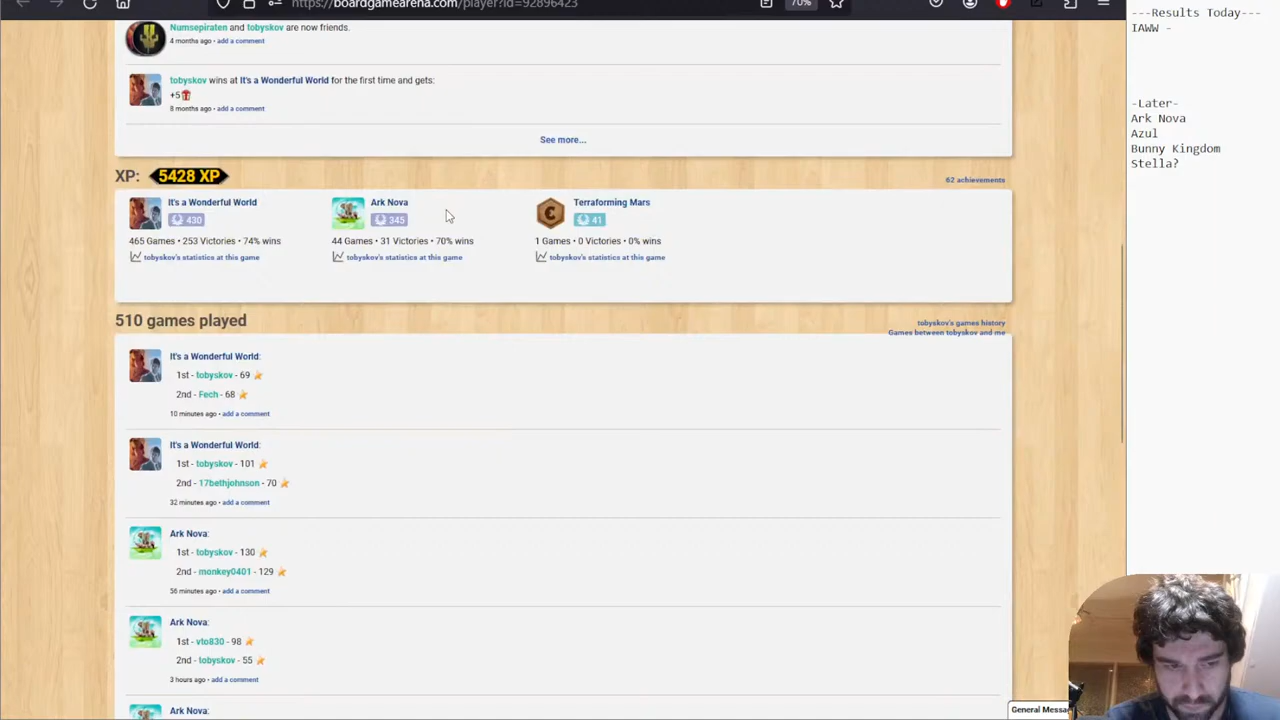 https://boardgamearena.com/player?id=92896423
70%
Numsepiraten and tobyskov are now friends.
4 months ago • add a comment
tobyskov wins at It's a Wonderful World for the first time and gets:
+5
8 months ago • add a comment
See more...
XP: 5428 XP
62 achievements
It's a Wonderful World
430
465 Games • 253 Victories • 74% wins
tobyskov's statistics at this game
Ark Nova
345
44 Games • 31 Victories • 70% wins
tobyskov's statistics at this game
Terraforming Mars
41
1 Games • 0 Victories • 0% wins
tobyskov's statistics at this game
510 games played
tobyskov's games history
Games between tobyskov and me
It's a Wonderful World:
1st - tobyskov - 69
2nd - Fech - 68
10 minutes ago • add a comment
It's a Wonderful World:
1st - tobyskov - 101
2nd - 17bethjohnson - 70
32 minutes ago • add a comment
Ark Nova:
1st - tobyskov - 130
2nd - monkey0401 - 129
56 minutes ago • add a comment
Ark Nova:
1st - vto830 - 98
2nd - tobyskov - 55
3 hours ago • add a comment
Ark Nova:
---Results Today---
IAWW -
-Later-
Ark Nova
Azul
Bunny Kingdom
Stella?
General Messa